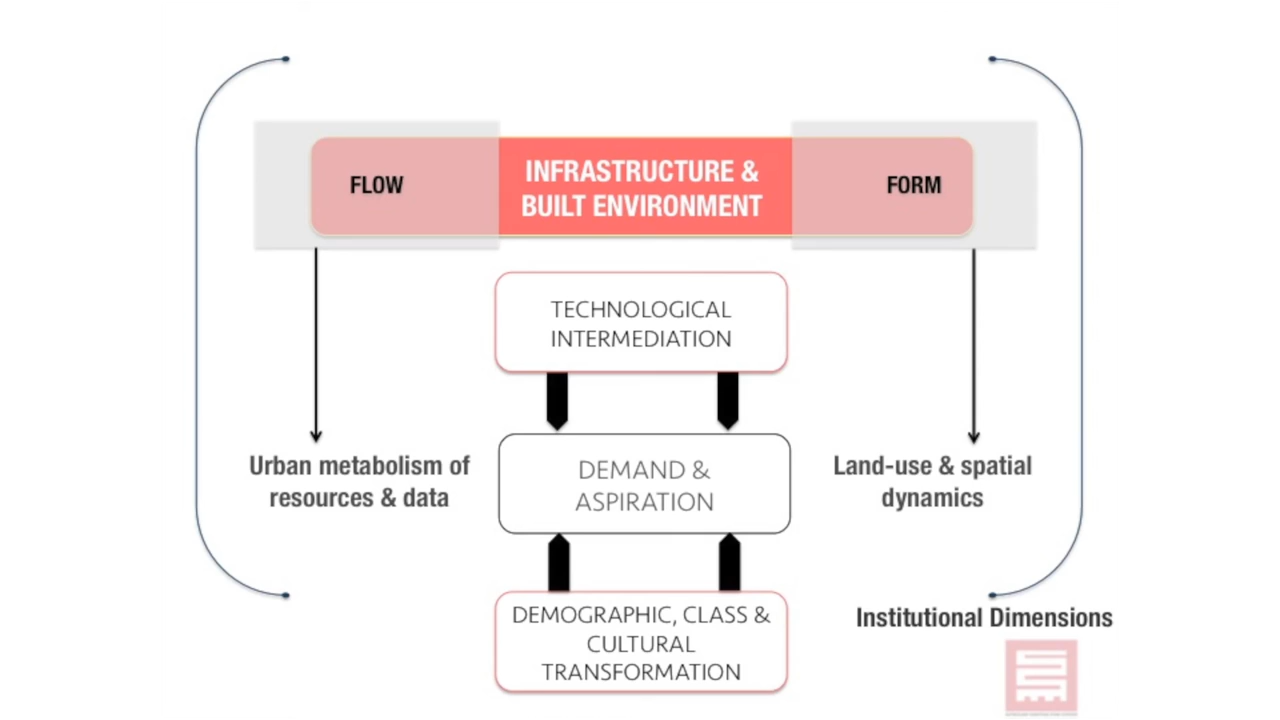 FLOW
INFRASTRUCTURE &
BUILT ENVIRONMENT
FORM
TECHNOLOGICAL
INTERMEDIATION
Urban metabolism of
resources & data
DEMAND &
ASPIRATION
Land-use & spatial
dynamics
DEMOGRAPHIC, CLASS &
CULTURAL
TRANSFORMATION
Institutional Dimensions